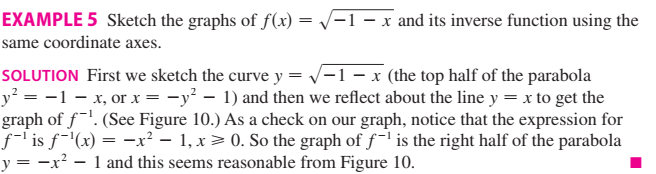 EXAMPLE 5 Sketch the graphs of f(x) = √(−1 − x) and its inverse function using the
same coordinate axes.
SOLUTION First we sketch the curve y = √(−1 − x) (the top half of the parabola
y² = −1 − x, or x = −y² − 1) and then we reflect about the line y = x to get the
graph of f⁻¹. (See Figure 10.) As a check on our graph, notice that the expression for
f⁻¹ is f⁻¹(x) = −x² − 1, x ≥ 0. So the graph of f⁻¹ is the right half of the parabola
y = −x² − 1 and this seems reasonable from Figure 10.